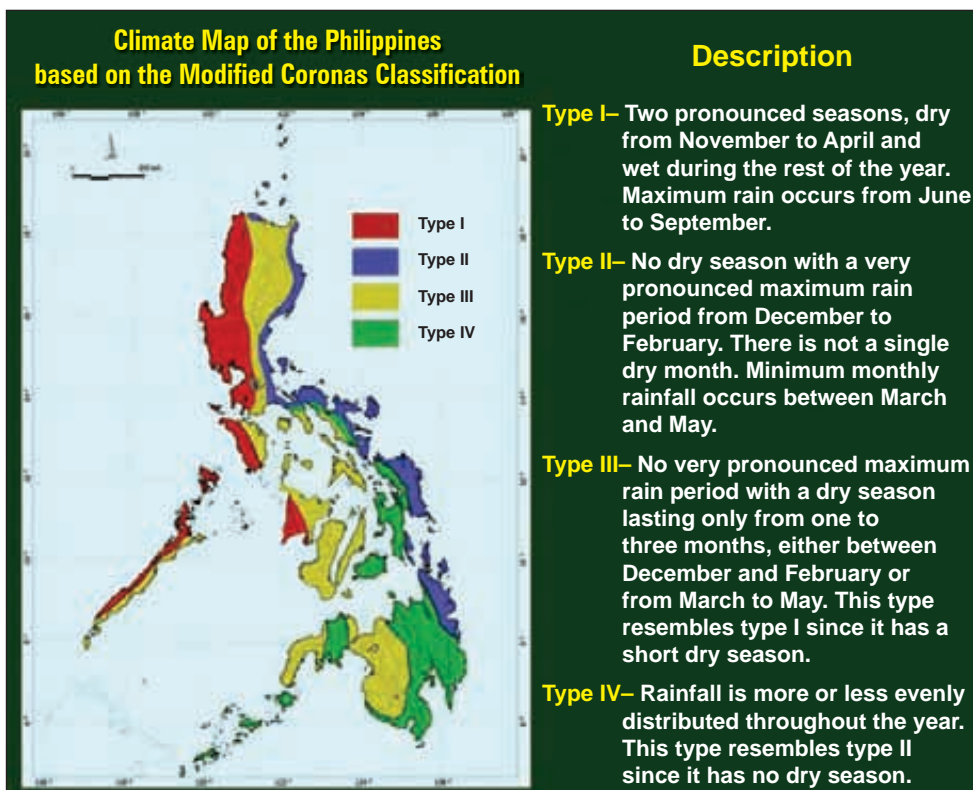 Climate Map of the Philippines
based on the Modified Coronas Classification
Type I
Type II
Type III
Type IV
Description
Type I– Two pronounced seasons, dry
from November to April and
wet during the rest of the year.
Maximum rain occurs from June
to September.
Type II– No dry season with a very
pronounced maximum rain
period from December to
February. There is not a single
dry month. Minimum monthly
rainfall occurs between March
and May.
Type III– No very pronounced maximum
rain period with a dry season
lasting only from one to
three months, either between
December and February or
from March to May. This type
resembles type I since it has a
short dry season.
Type IV– Rainfall is more or less evenly
distributed throughout the year.
This type resembles type II
since it has no dry season.